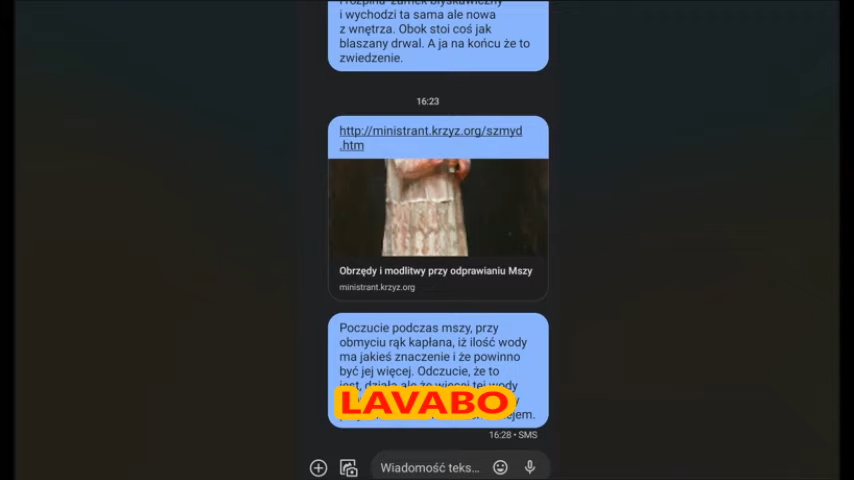 i wychodzi ta sama ale nowa
z wnętrza. Obok stoi coś jak
blaszany drwal. A ja na końcu że to
zwiedzenie.
16:23
http://ministrant.krzyz.org/szmyd
.htm
Obrzędy i modlitwy przy odprawianiu Mszy
ministrant.krzyz.org
Poczucie podczas mszy, przy
obmyciu rąk kapłana, iż ilość wody
ma jakieś znaczenie i że powinno
być jej więcej. Odczucie, że to
jest, działa ale że więcej tej wody
LAVABO
16:28 • SMS
Wiadomość teks...